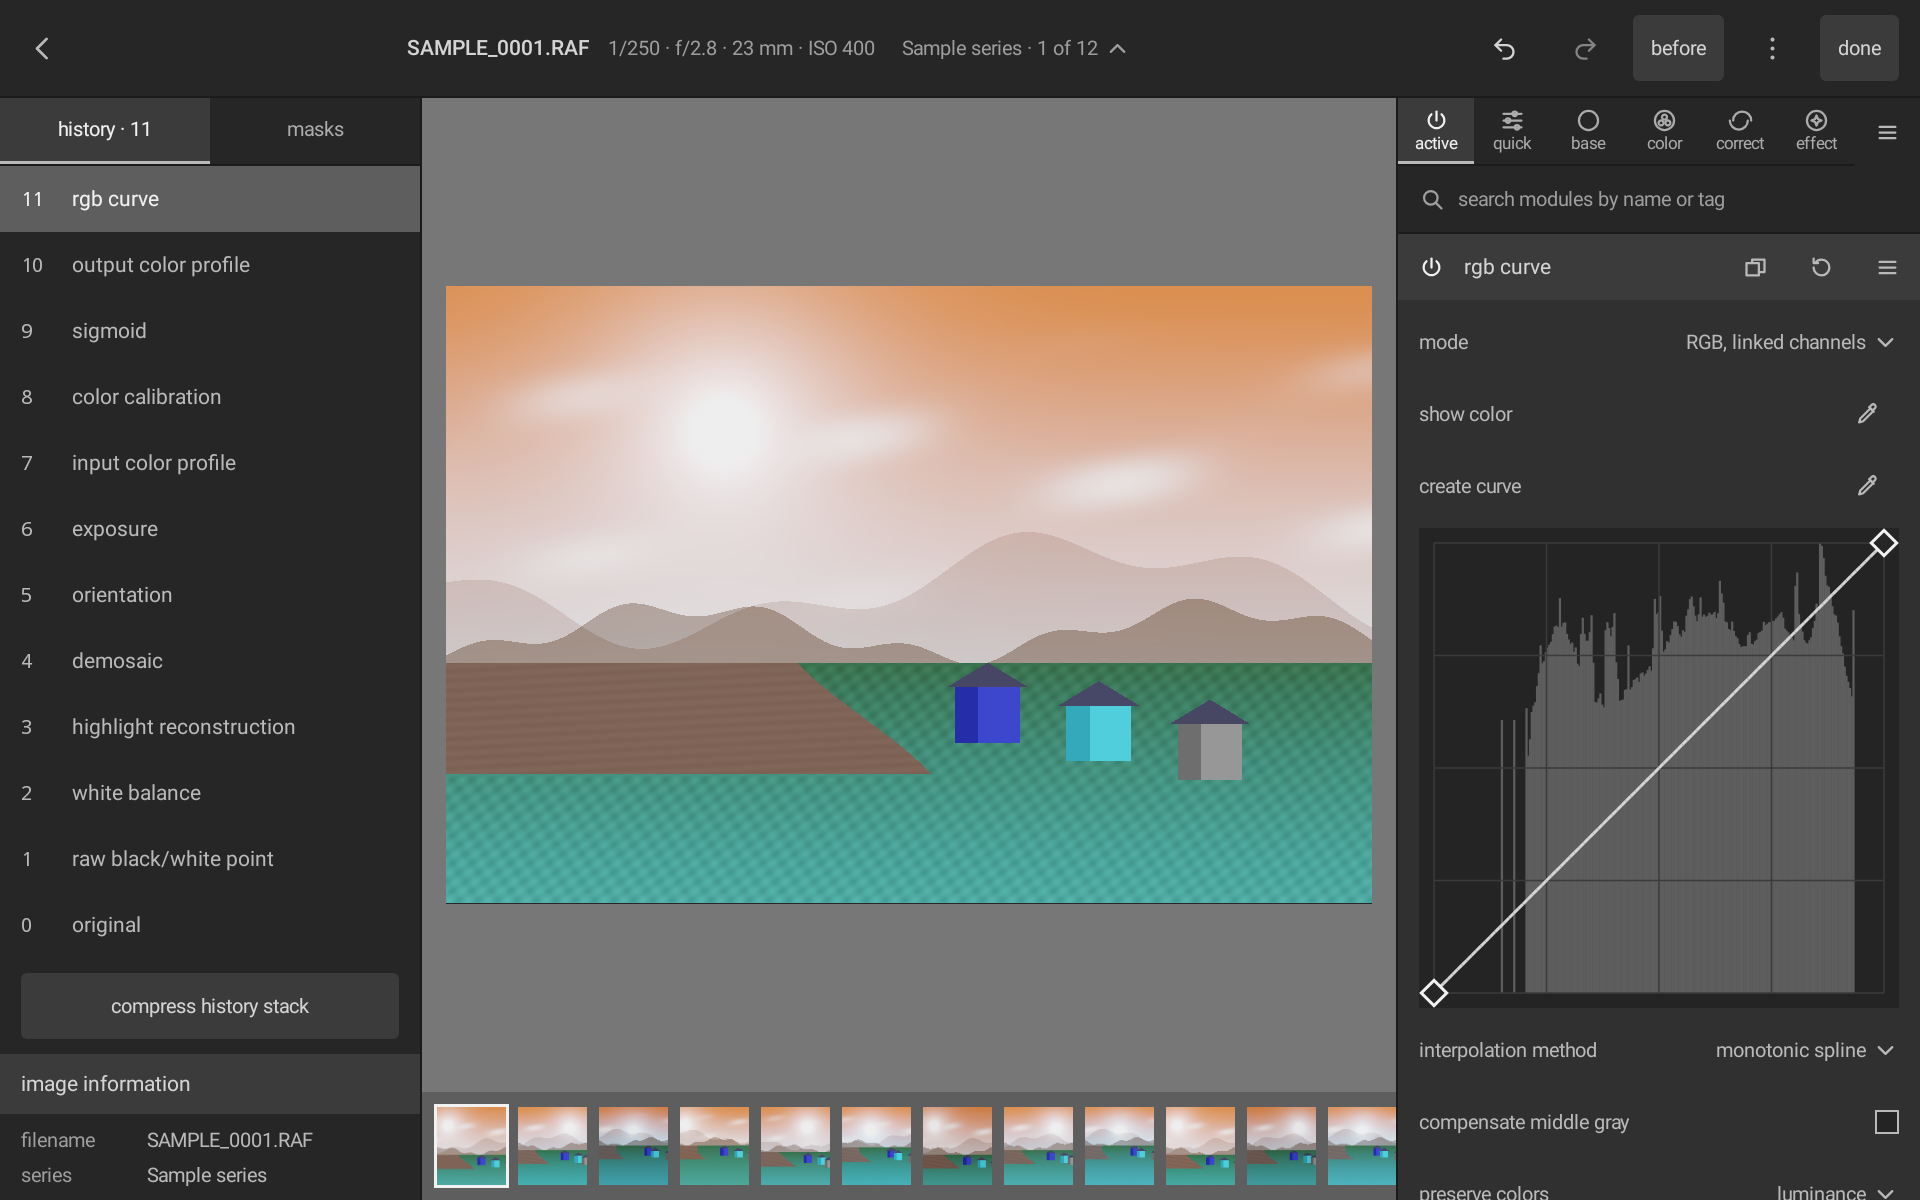 SAMPLE_0001.RAF 1/250 · f/2.8 · 23 mm · ISO 400 Sample series · 1 of 12
before
done
history · 11
masks
11 rgb curve
10 output color profile
9 sigmoid
8 color calibration
7 input color profile
6 exposure
5 orientation
4 demosaic
3 highlight reconstruction
2 white balance
1 raw black/white point
0 original
compress history stack
image information
filename SAMPLE_0001.RAF
series Sample series
active
quick
base
color
correct
effect
search modules by name or tag
rgb curve
mode RGB, linked channels
show color
create curve
interpolation method monotonic spline
compensate middle gray
preserve colors luminance